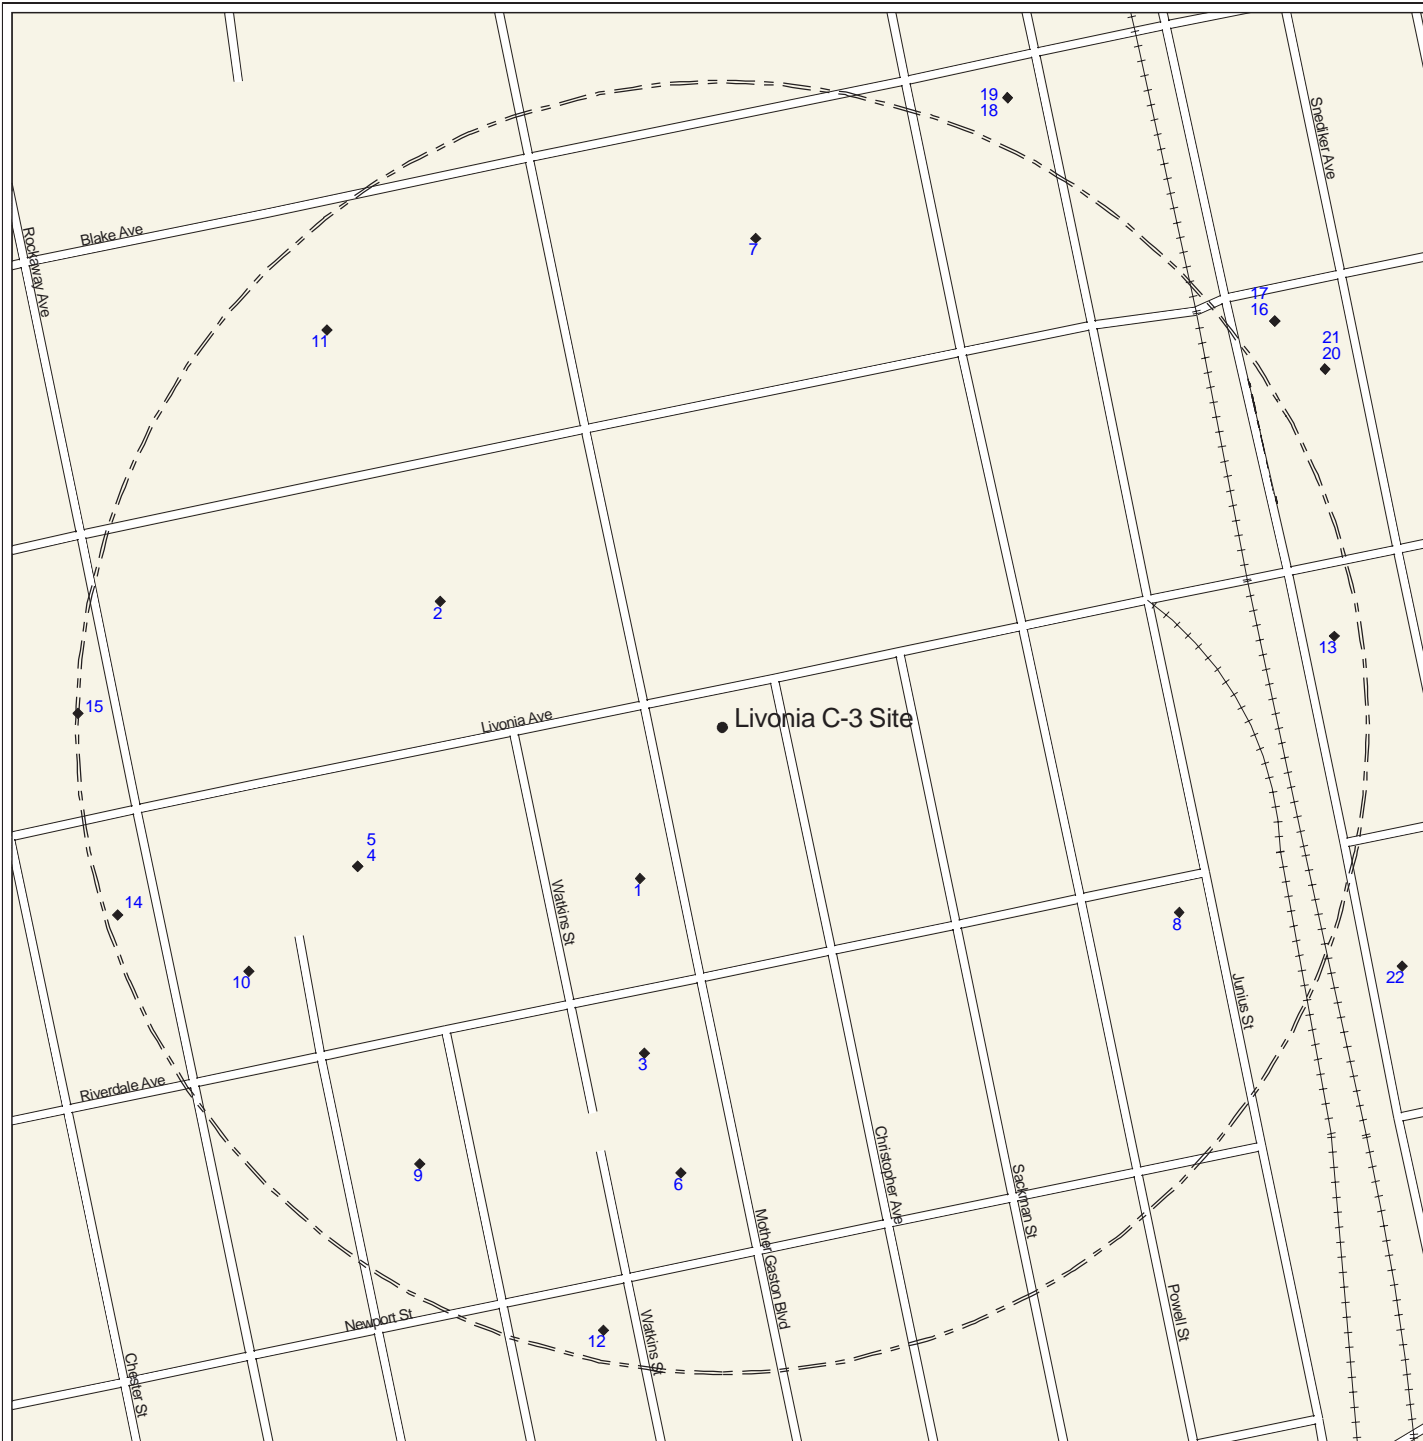 19
18
Snediker Ave
Blake Ave
Rockaway Ave
7
17
16
11
21
20
2
13
15
Livonia Ave
Livonia C-3 Site
5
4
1
Watkins St
14
8
10
22
Junius St
3
Riverdale Ave
9
6
Christopher Ave
Sackman St
Mother Gaston Blvd
Powell St
Newport St
12
Watkins St
Chester St